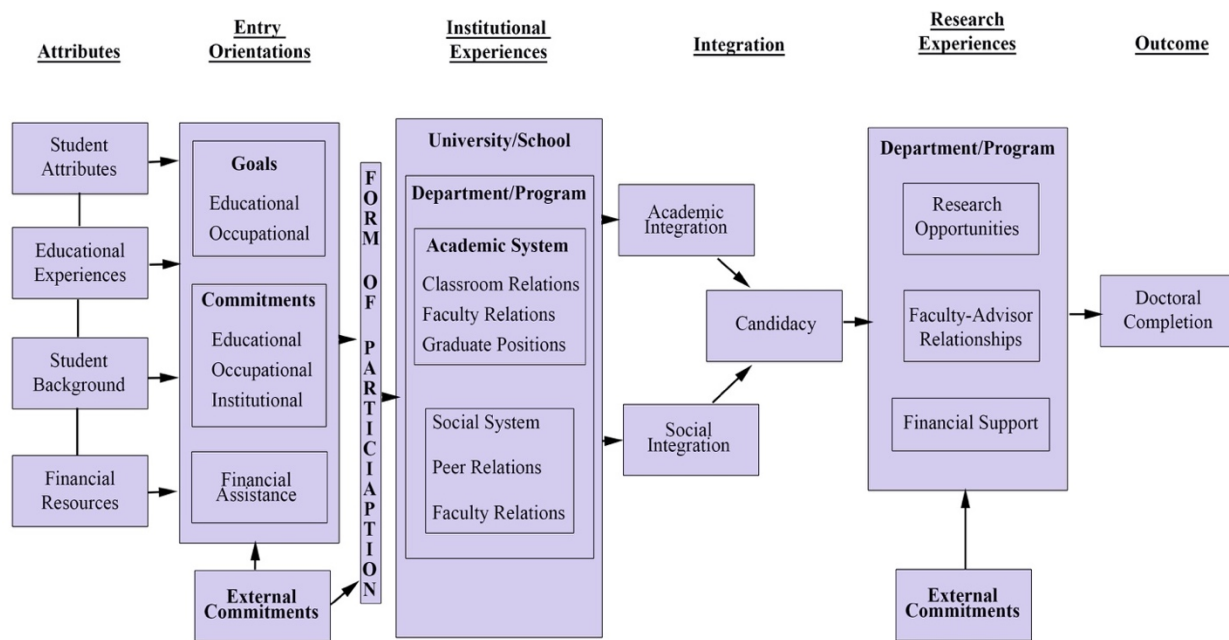 Attributes
Entry
Orientations
Institutional
Experiences
Integration
Research
Experiences
Outcome
Student
Attributes
Educational
Experiences
Student
Background
Financial
Resources
Goals
Educational
Occupational
Commitments
Educational
Occupational
Institutional
Financial
Assistance
External
Commitments
FORM OF PARTICIAPTION
University/School
Department/Program
Academic System
Classroom Relations
Faculty Relations
Graduate Positions
Social System
Peer Relations
Faculty Relations
Academic
Integration
Social
Integration
Candidacy
Department/Program
Research
Opportunities
Faculty-Advisor
Relationships
Financial Support
External
Commitments
Doctoral
Completion